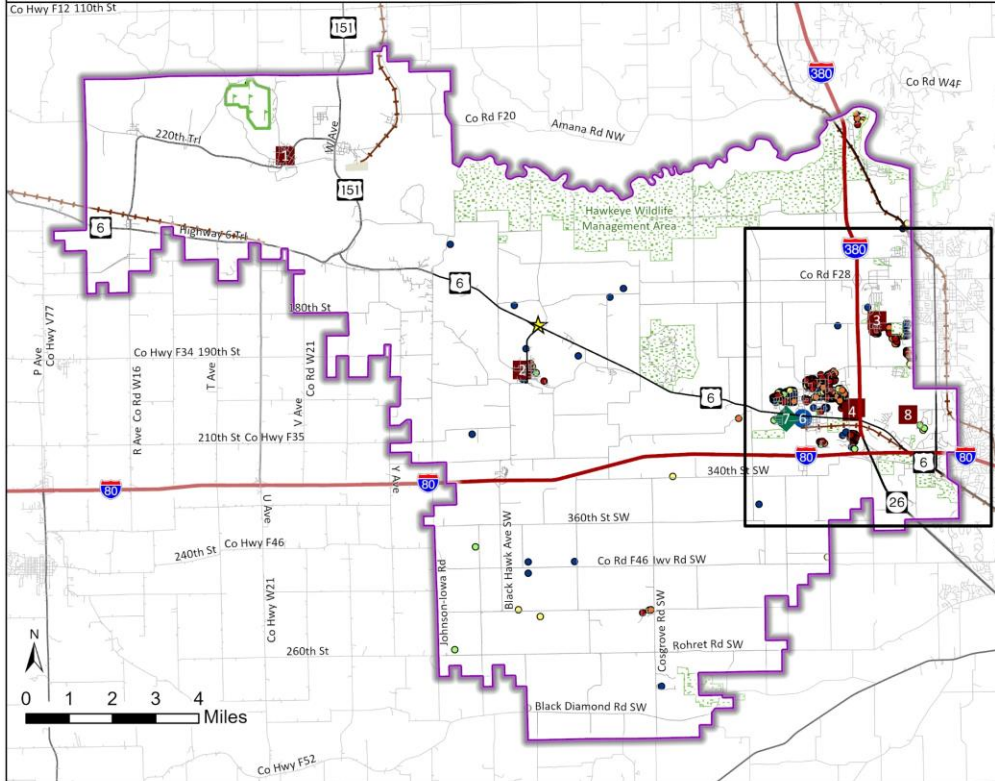 Co Hwy F12 110th St
151
380
Co Rd W4F
Co Rd F20
Amana Rd NW
220th Trl
W Ave
1
151
Hawkeye Wildlife
Management Area
6
Highway 6 Trl
380
6
Co Rd F28
180th St
3
P Ave
Co Hwy V77
Co Hwy F34 190th St
R Ave Co Rd W16
T Ave
V Ave
Co Rd W21
2
6
7
6
4
8
210th St Co Hwy F35
Y Ave
80
80
80
80
6
340th St SW
26
U Ave
360th St SW
240th St Co Hwy F46
Black Hawk Ave SW
Co Rd F46 Iwv Rd SW
Johnson-Iowa Rd
Co Hwy W21
Cosgrove Rd SW
260th St
Rohret Rd SW
N
0 1 2 3 4
Miles
Black Diamond Rd SW
Co Hwy F52